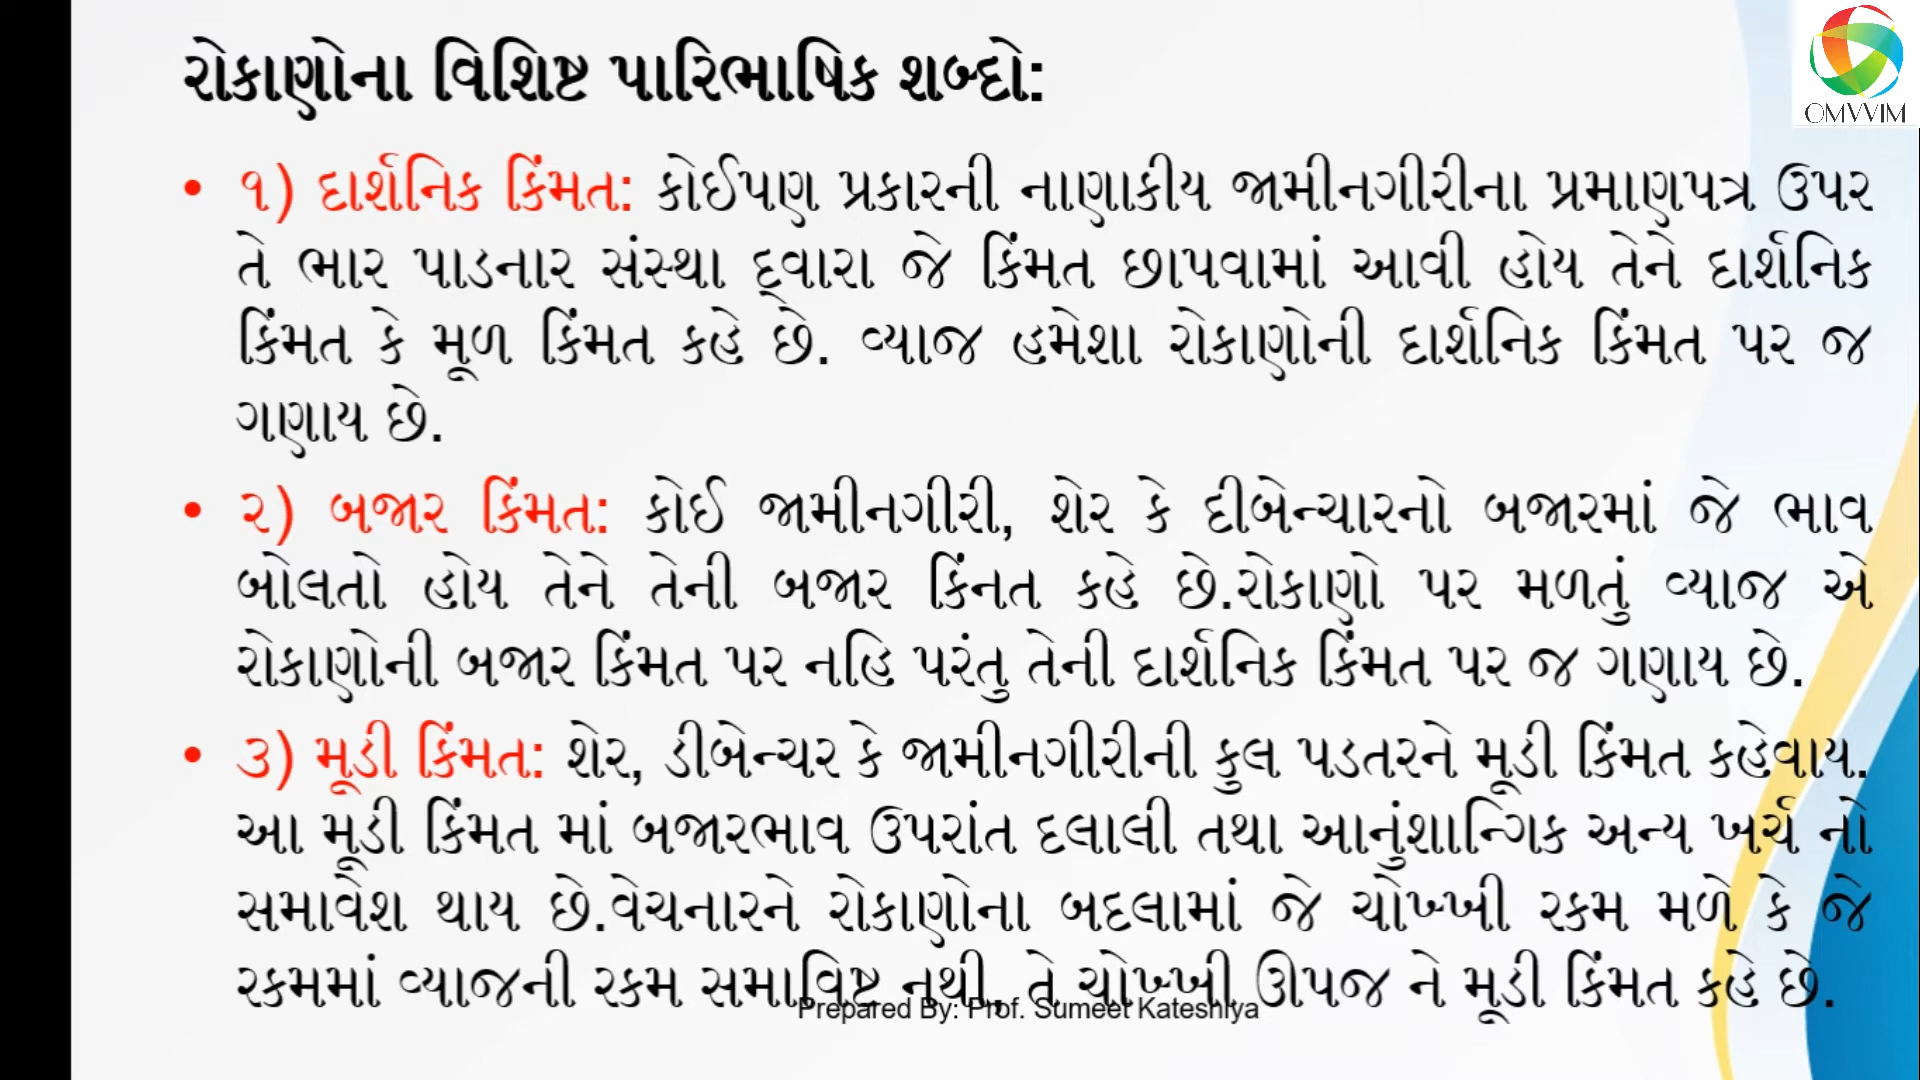 OMVVIM
રોકાણોના વિશિષ્ટ પારિભાષિક શબ્દો:
• ૧) દાર્શનિક કિંમત: કોઈપણ પ્રકારની નાણાકીય જામીનગીરીના પ્રમાણપત્ર ઉપર
તે ભાર પાડનાર સંસ્થા દ્વારા જે કિંમત છાપવામાં આવી હોય તેને દાર્શનિક
કિંમત કે મૂળ કિંમત કહે છે. વ્યાજ હમેશા રોકાણોની દાર્શનિક કિંમત પર જ
ગણાય છે.
• ૨) બજાર કિંમત: કોઈ જામીનગીરી, શેર કે દીબેન્ચારનો બજારમાં જે ભાવ
બોલતો હોય તેને તેની બજાર કિંનત કહે છે.રોકાણો પર મળતું વ્યાજ એ
રોકાણોની બજાર કિંમત પર નહિ પરંતુ તેની દાર્શનિક કિંમત પર જ ગણાય છે.
• ૩) મૂડી કિંમત: શેર, ડીબેન્ચર કે જામીનગીરીની કુલ પડતરને મૂડી કિંમત કહેવાય.
આ મૂડી કિંમત માં બજારભાવ ઉપરાંત દલાલી તથા આનુંશાન્ગિક અન્ય ખર્ચ નો
સમાવેશ થાય છે.વેચનારને રોકાણોના બદલામાં જે ચોખ્ખી રકમ મળે કે જે
રકમમાં વ્યાજની રકમ સમાવિષ્ટ નથી, તે ચોખ્ખી ઊપજ ને મૂડી કિંમત કહે છે.
Prepared By: Prof. Sumeet Kateshiya